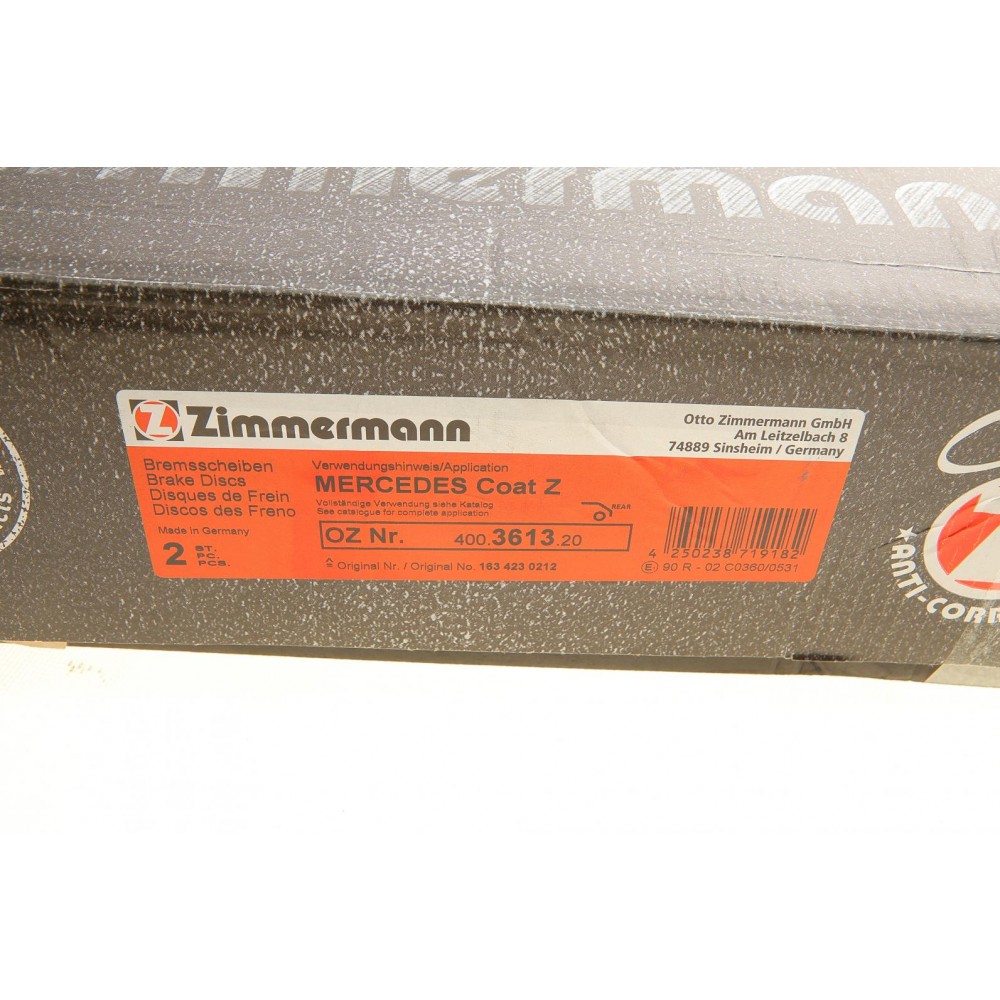 Zimmermann
Otto Zimmermann GmbH
Am Leitzelbach 8
74889 Sinsheim / Germany
Bremsscheiben
Brake Discs
Disques de Frein
Discos des Freno
Made in Germany
2 ST.
PC.
PCS.
Verwendungshinweis/Application
MERCEDES Coat Z
Vollständige Verwendung siehe Katalog
See catalogue for complete application
REAR
OZ Nr. 400.3613.20
≙ Original Nr. / Original No. 163 423 0212
4 250238 719182
E 90 R - 02 C0360/0531
Z